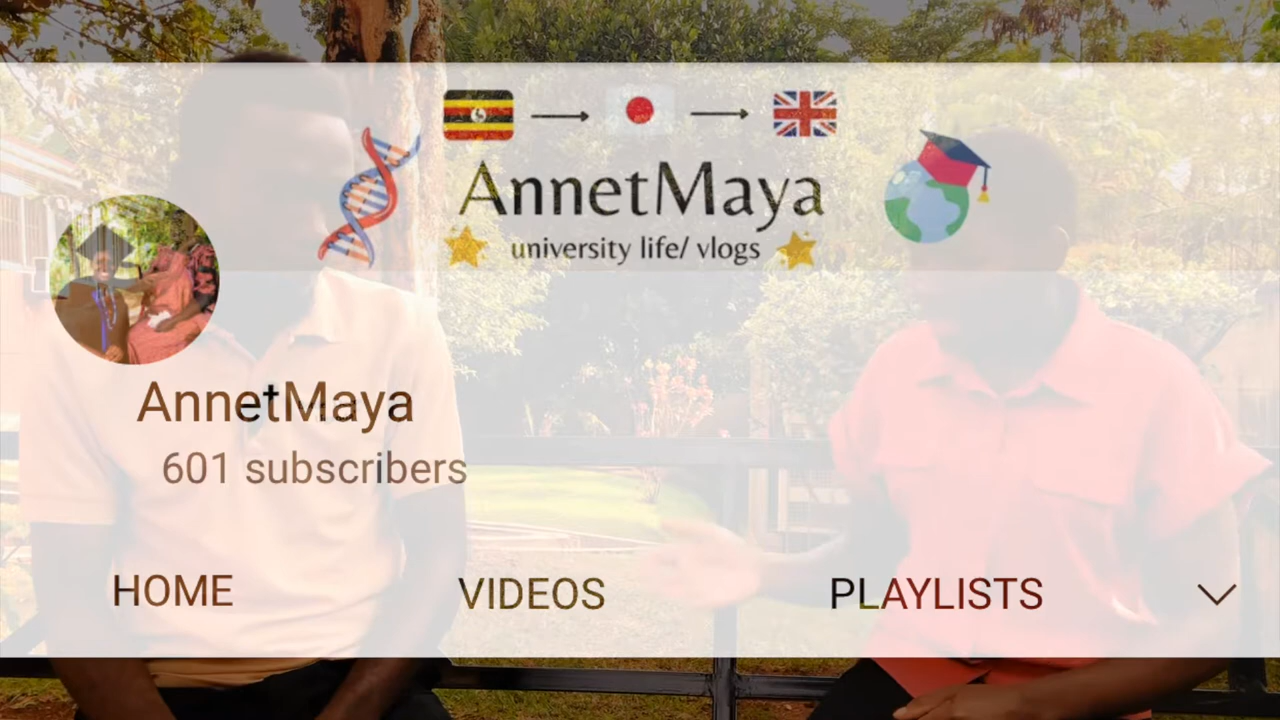 AnnetMaya
university life/ vlogs
AnnetMaya
601 subscribers
HOME
VIDEOS
PLAYLISTS